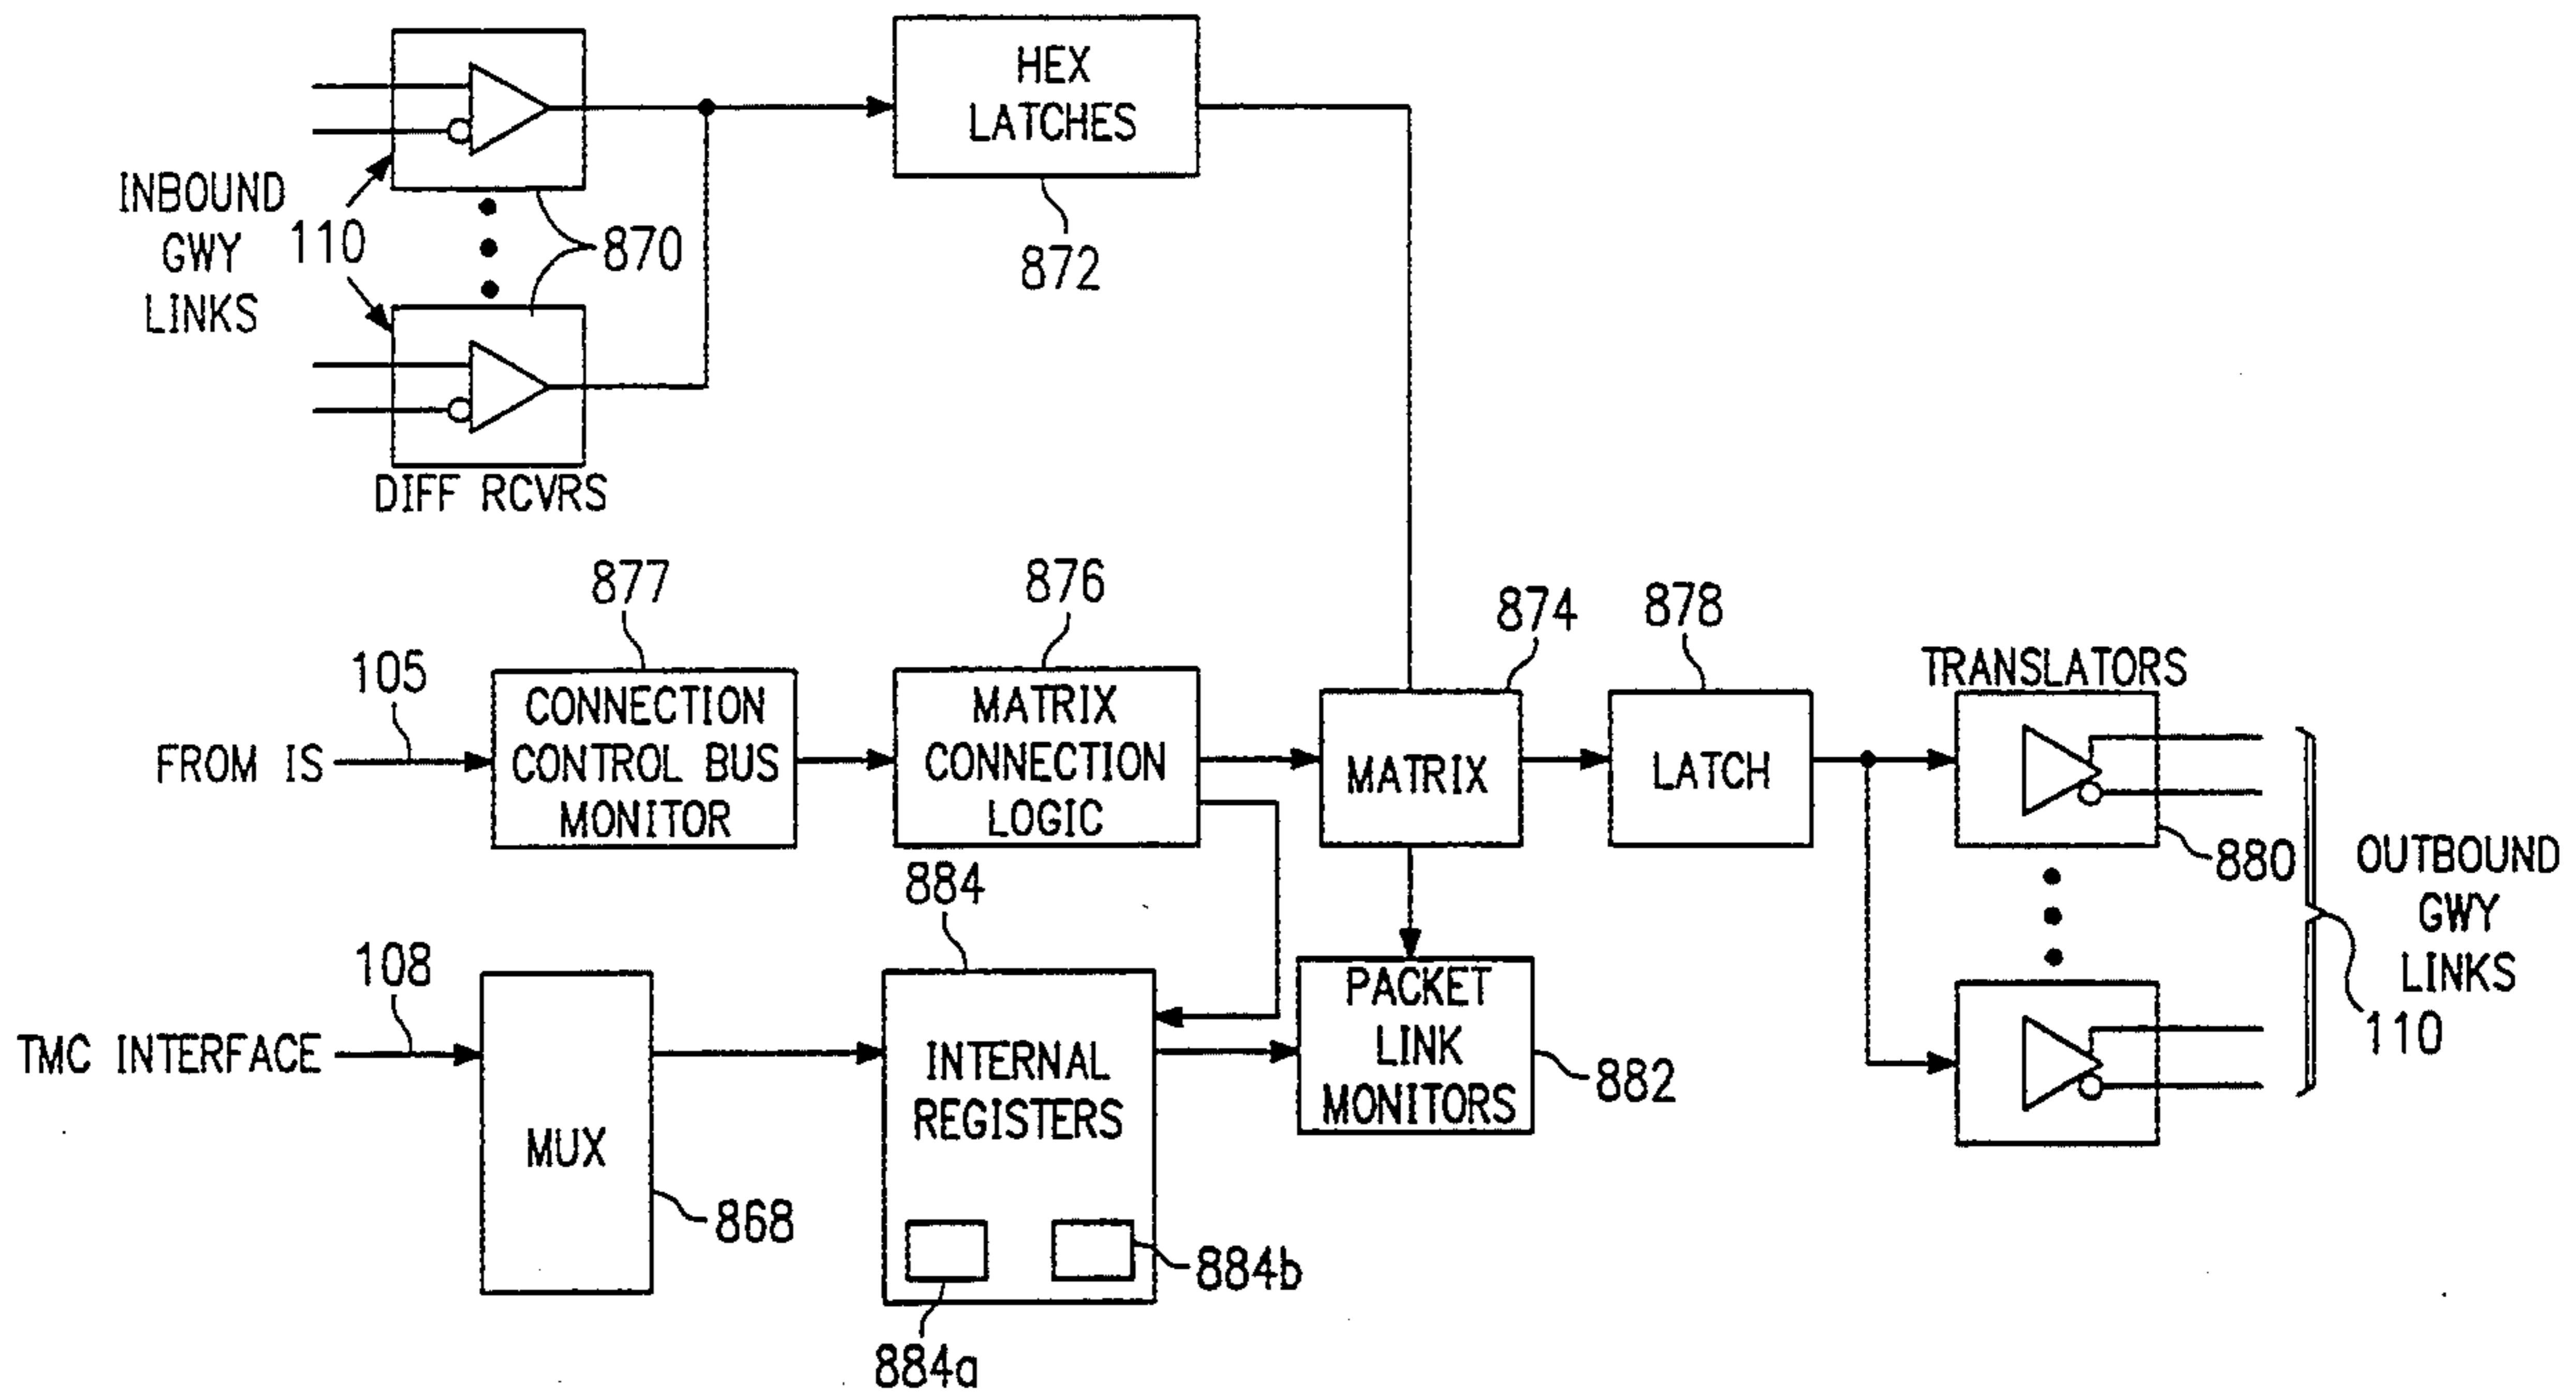 HEX
LATCHES
872
INBOUND
GWY
LINKS
110
870
DIFF RCVRS
877
876
874
878
TRANSLATORS
105
FROM IS
CONNECTION
CONTROL BUS
MONITOR
MATRIX
CONNECTION
LOGIC
MATRIX
LATCH
880
OUTBOUND
GWY
LINKS
110
884
108
TMC INTERFACE
MUX
868
INTERNAL
REGISTERS
PACKET
LINK
MONITORS
882
884b
884a